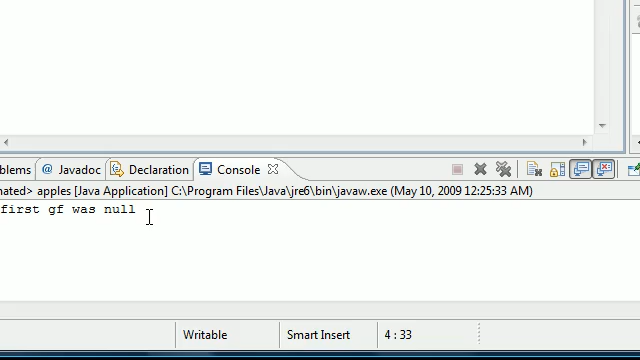 blems @ Javadoc Declaration Console
nated> apples [Java Application] C:\Program Files\Java\jre6\bin\javaw.exe (May 10, 2009 12:25:33 AM)
first gf was null
Writable Smart Insert 4 : 33